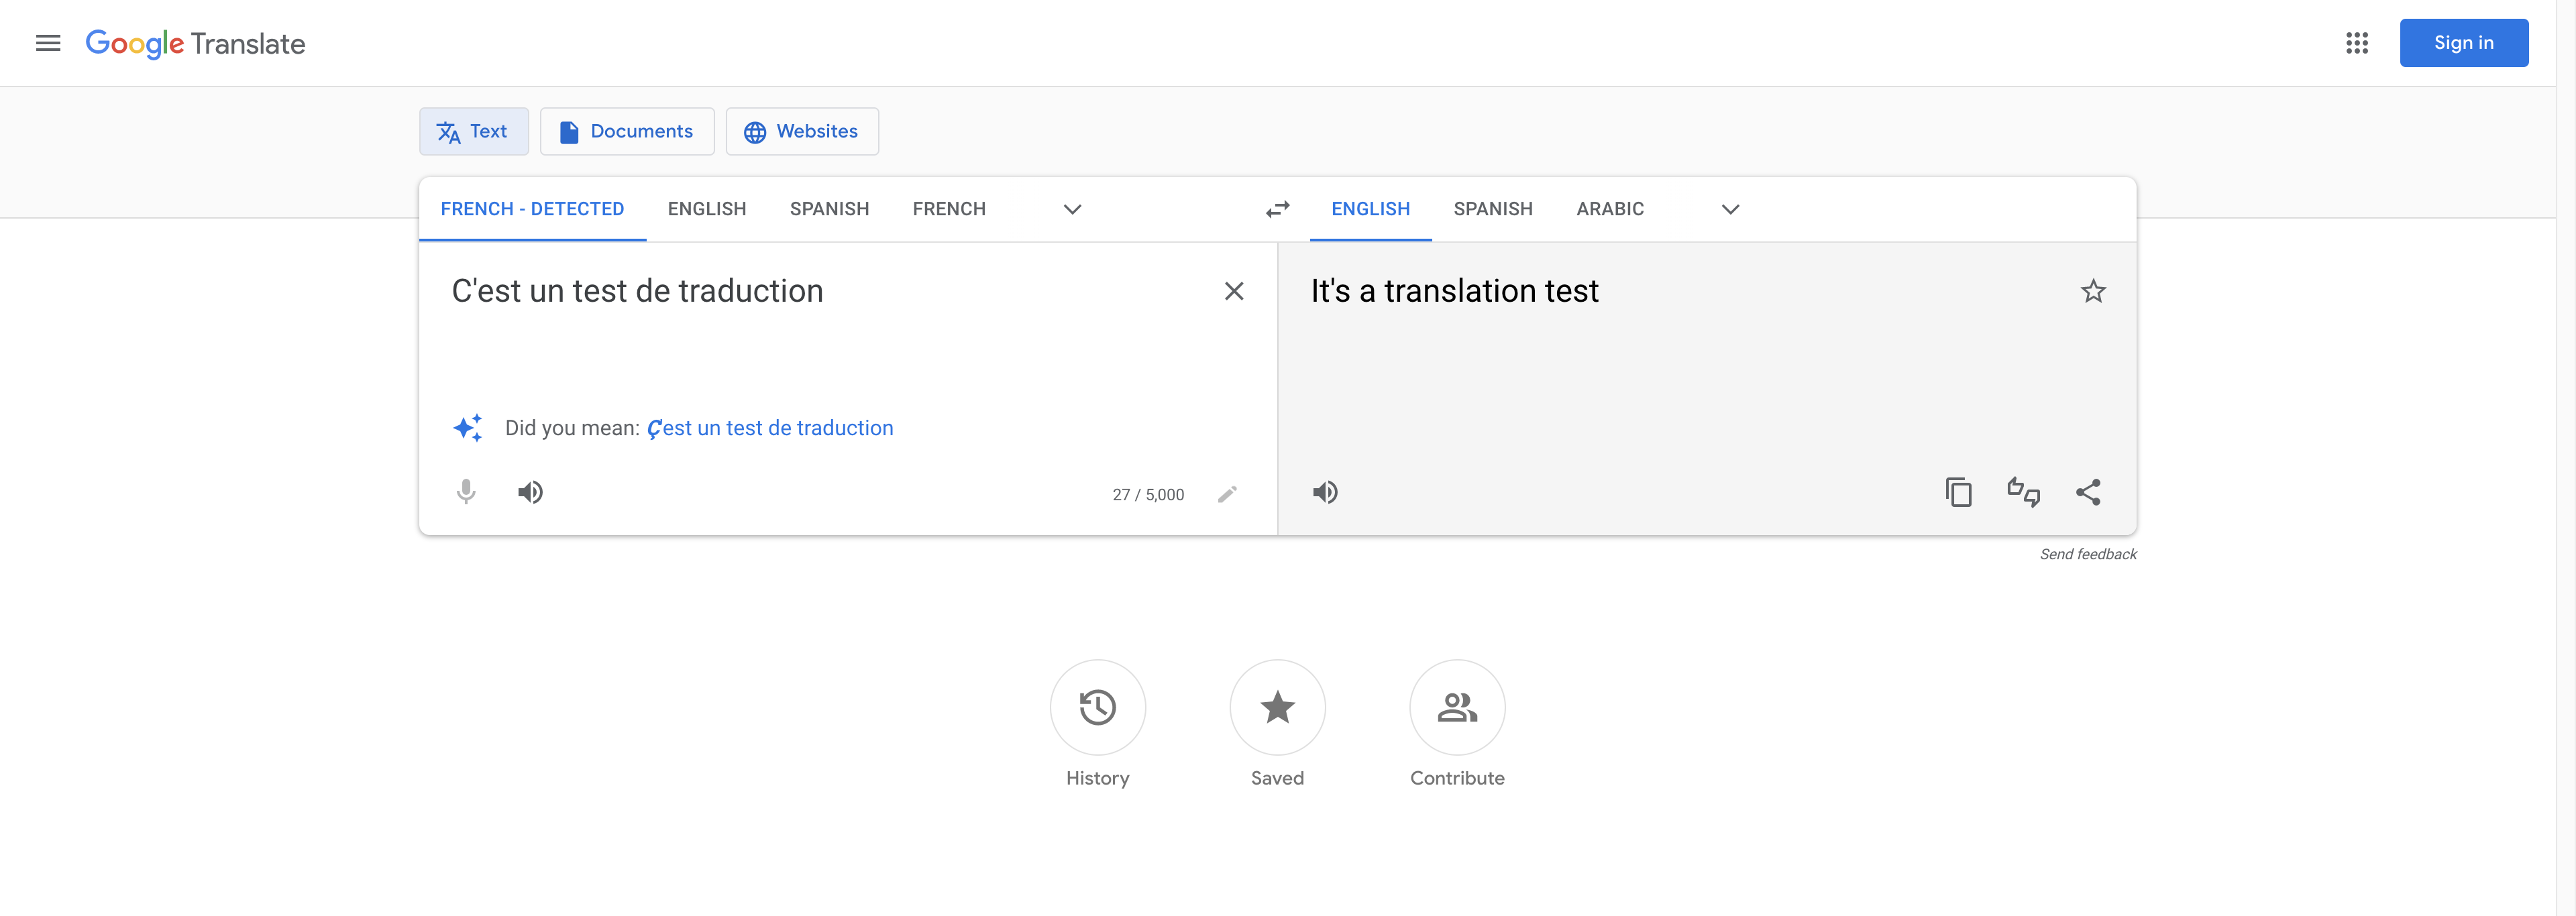 Google Translate
Sign in
Text
Documents
Websites
FRENCH - DETECTED
ENGLISH
SPANISH
FRENCH
ENGLISH
SPANISH
ARABIC
C'est un test de traduction
It's a translation test
Did you mean: Ç'est un test de traduction
27 / 5,000
Send feedback
History
Saved
Contribute